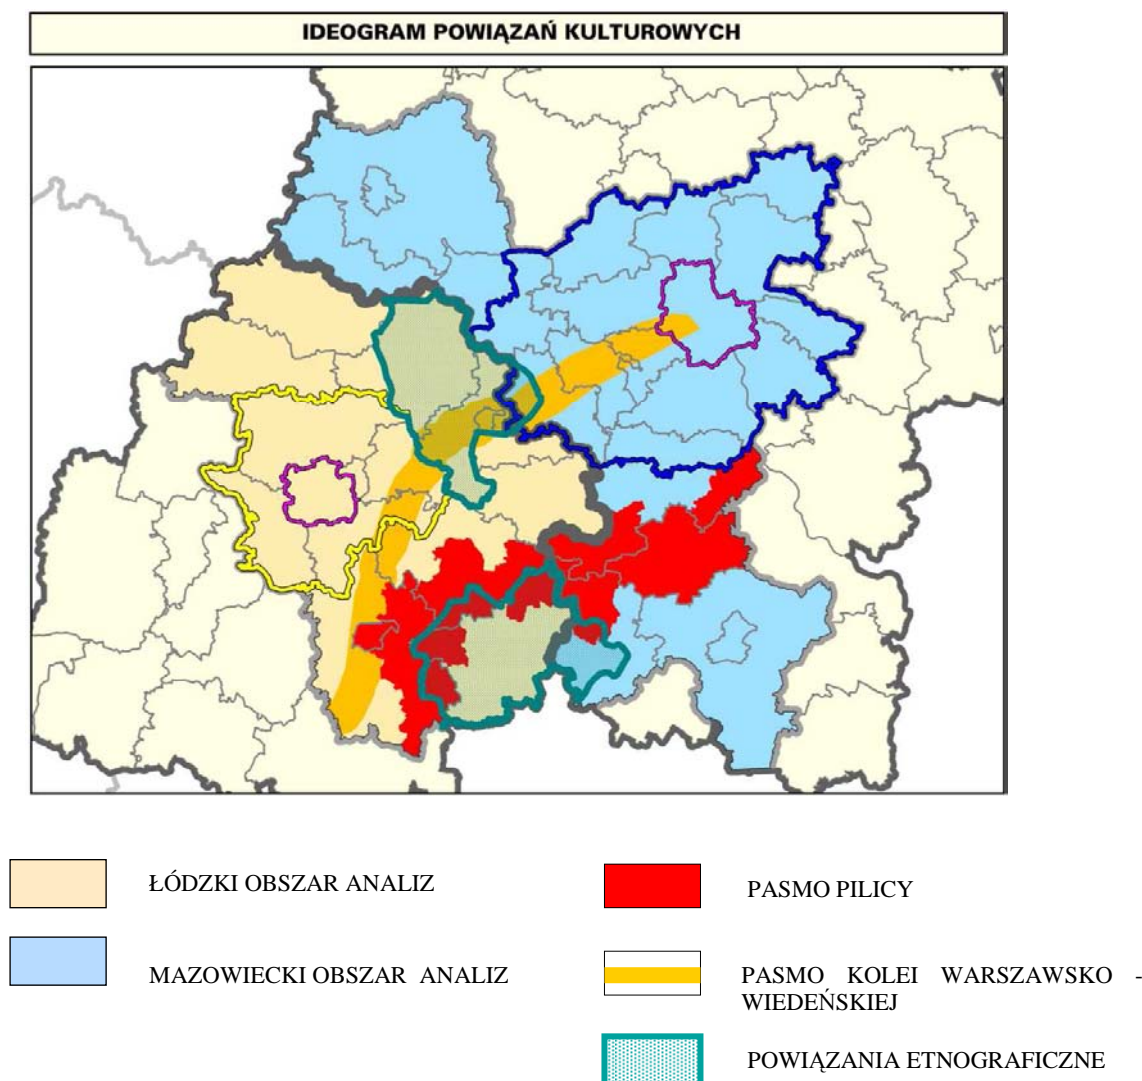 IDEOGRAM POWIĄZAŃ KULTUROWYCH
ŁÓDZKI OBSZAR ANALIZ
MAZOWIECKI OBSZAR ANALIZ
PASMO PILICY
PASMO KOLEI WARSZAWSKO -
WIEDEŃSKIEJ
POWIĄZANIA ETNOGRAFICZNE